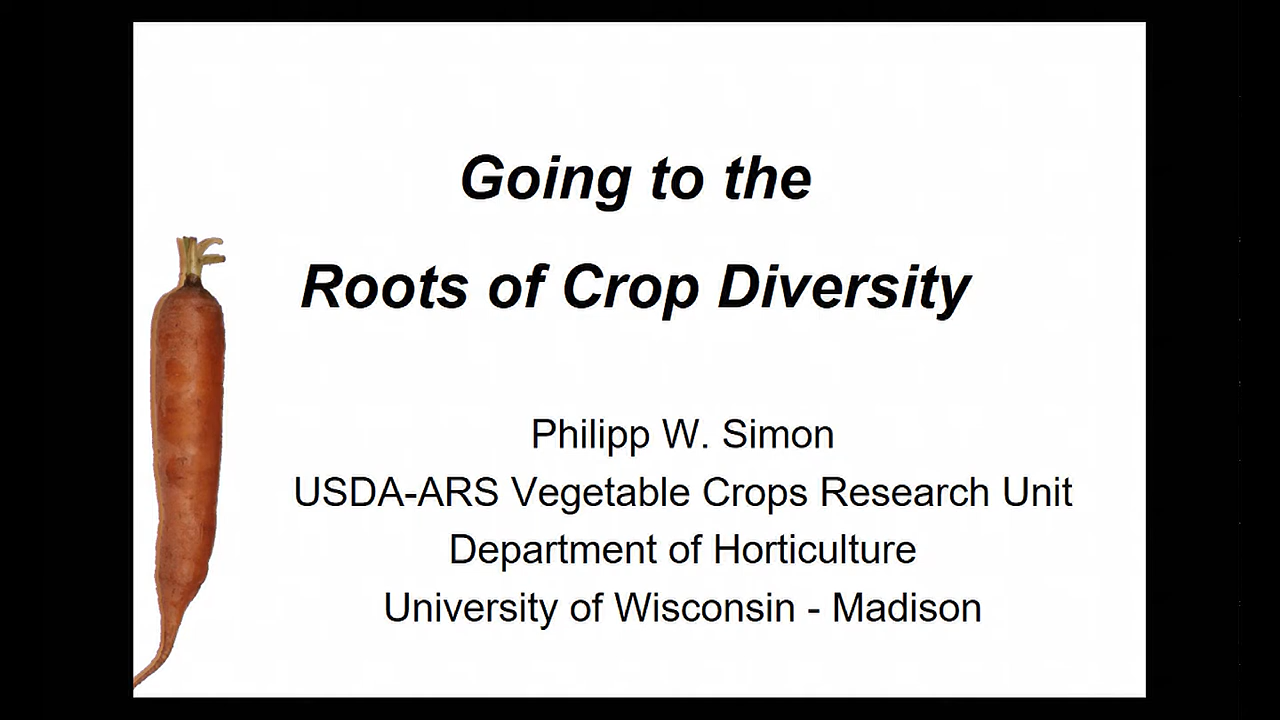 Going to the
Roots of Crop Diversity
Philipp W. Simon
USDA-ARS Vegetable Crops Research Unit
Department of Horticulture
University of Wisconsin - Madison